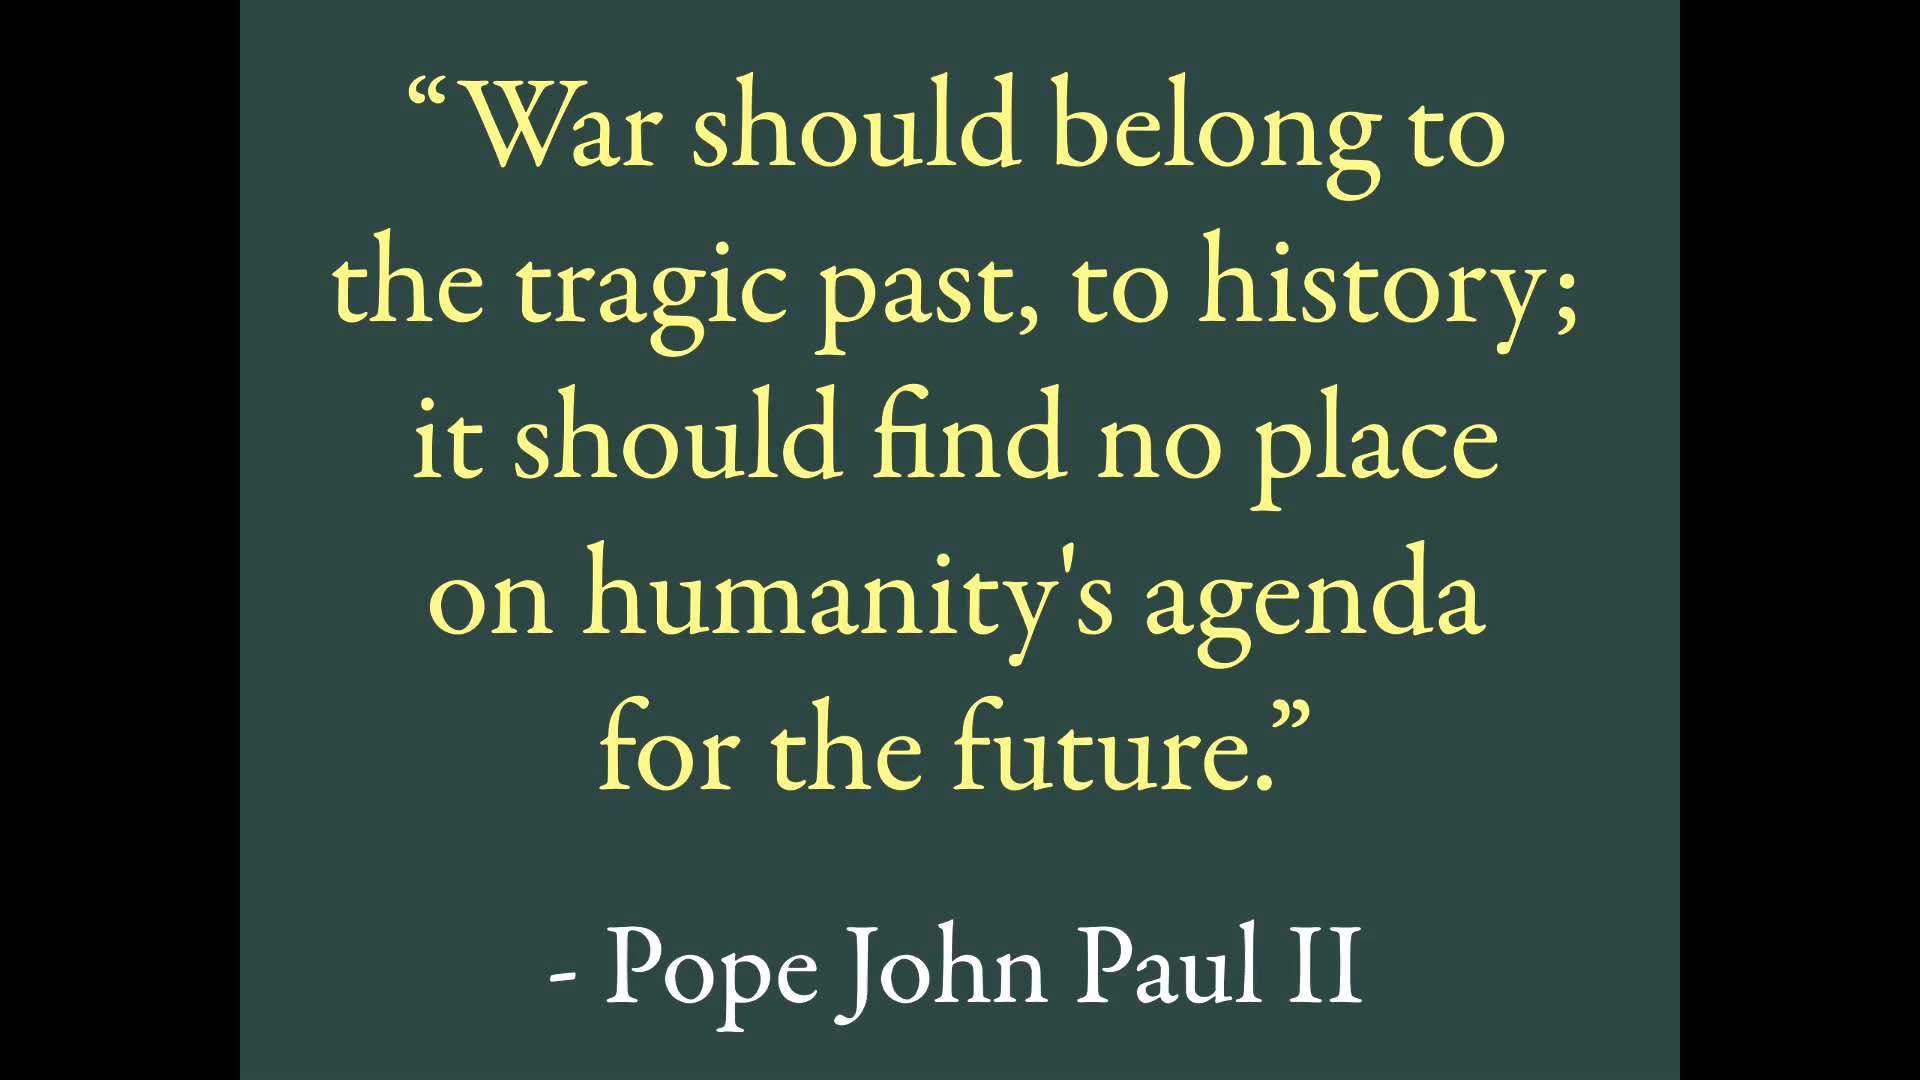 “War should belong to
the tragic past, to history;
it should find no place
on humanity's agenda
for the future.”
- Pope John Paul II